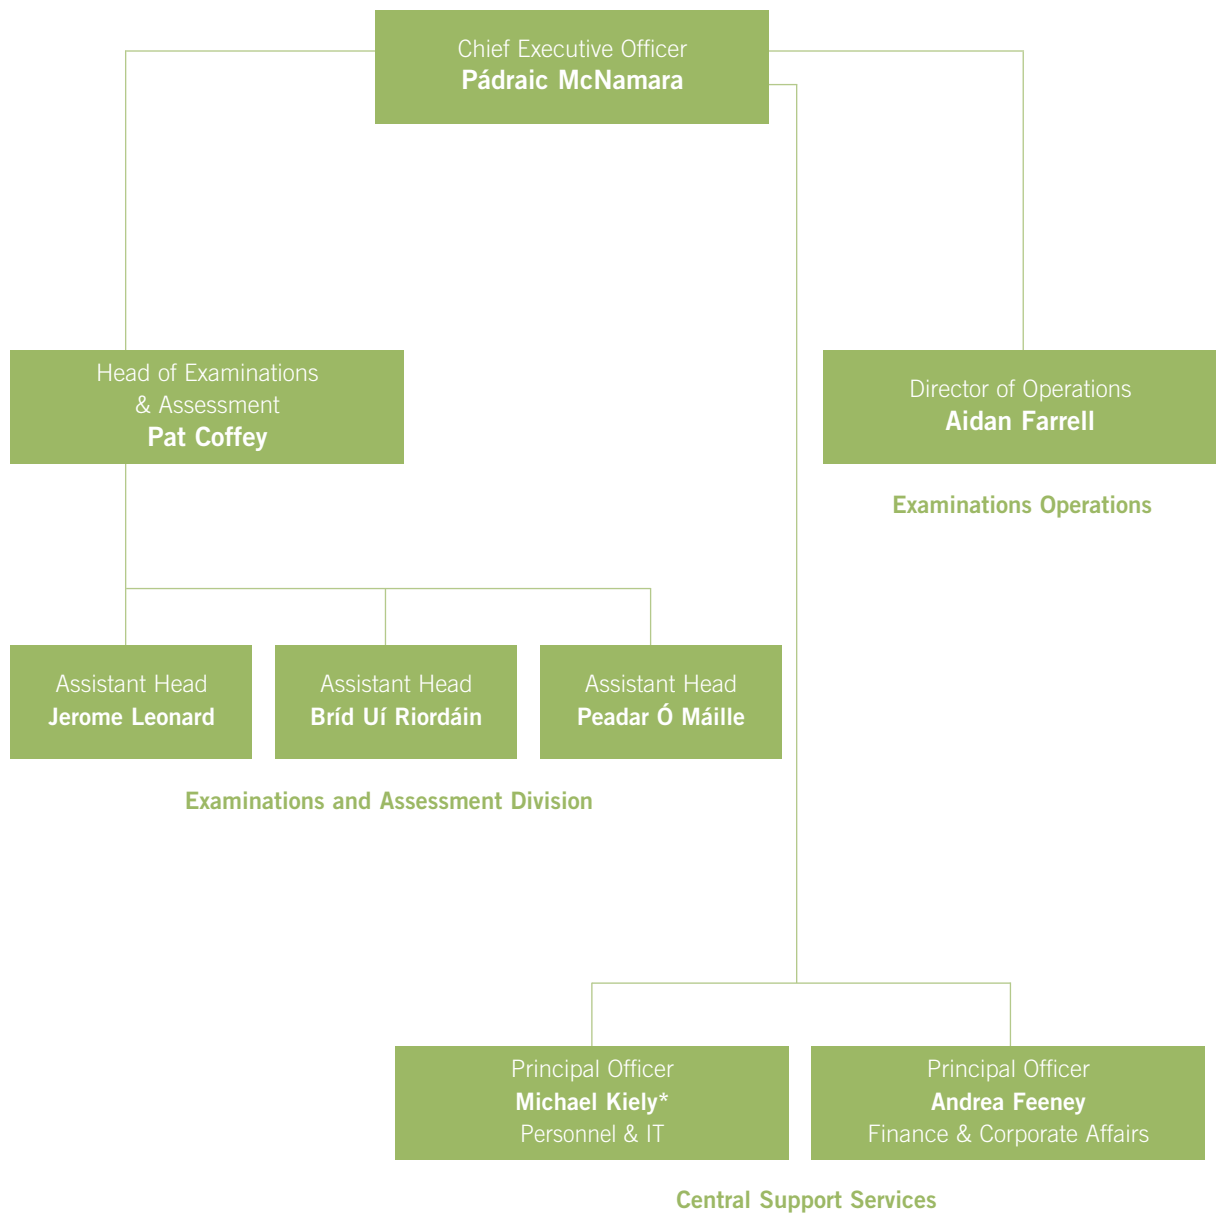 Chief Executive Officer
Pádraic McNamara
Head of Examinations
& Assessment
Pat Coffey
Director of Operations
Aidan Farrell
Examinations Operations
Assistant Head
Jerome Leonard
Assistant Head
Bríd Uí Riordáin
Assistant Head
Peadar Ó Máille
Examinations and Assessment Division
Principal Officer
Michael Kiely*
Personnel & IT
Principal Officer
Andrea Feeney
Finance & Corporate Affairs
Central Support Services